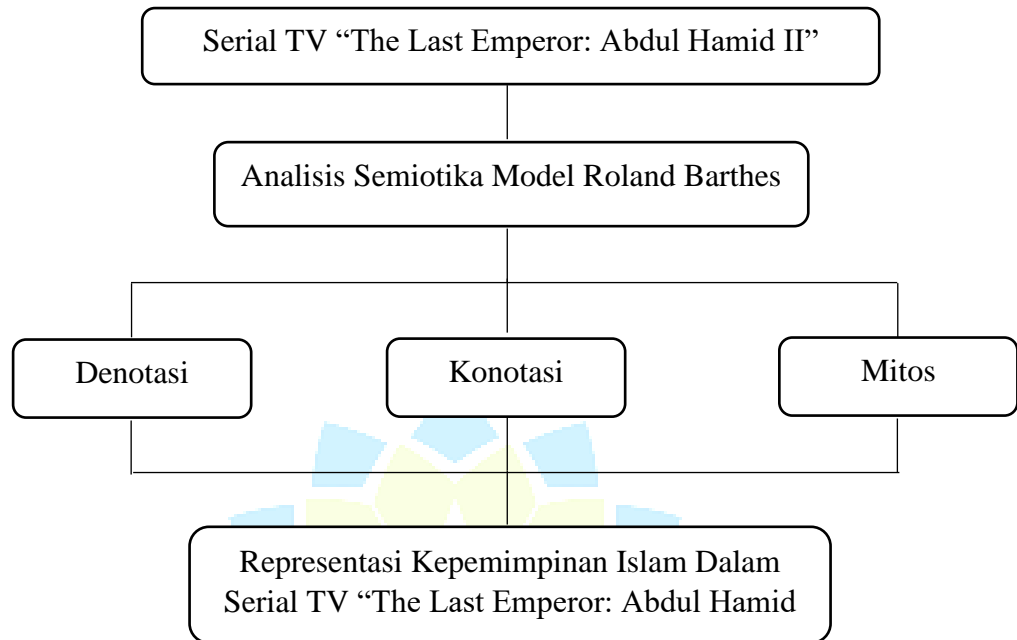 Serial TV “The Last Emperor: Abdul Hamid II”
Analisis Semiotika Model Roland Barthes
Denotasi
Konotasi
Mitos
Representasi Kepemimpinan Islam Dalam
Serial TV “The Last Emperor: Abdul Hamid